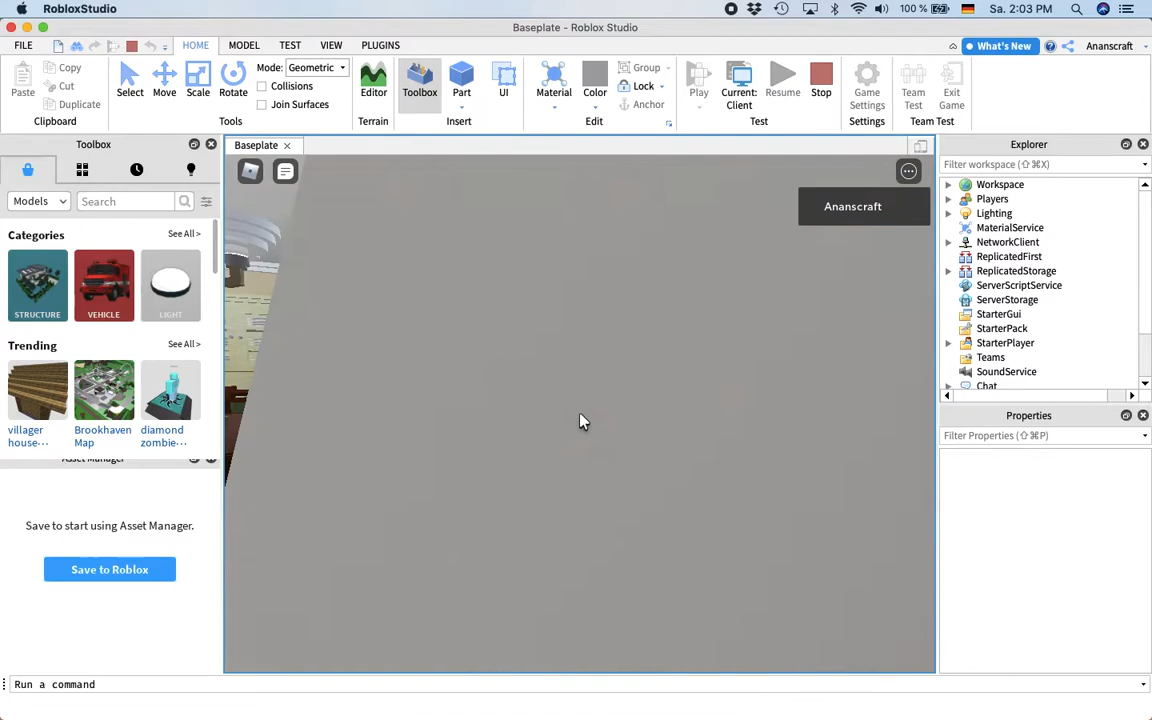 RobloxStudio
100 %
Sa. 2:03 PM
Baseplate - Roblox Studio
FILE
HOME
MODEL
TEST
VIEW
PLUGINS
What's New
Ananscraft
Paste
Copy
Cut
Duplicate
Clipboard
Select
Move
Scale
Rotate
Mode: Geometric
Collisions
Join Surfaces
Tools
Editor
Terrain
Toolbox
Part
UI
Insert
Material
Color
Group
Lock
Anchor
Edit
Play
Current:
Client
Resume
Stop
Test
Game
Settings
Settings
Team
Test
Exit
Game
Team Test
Toolbox
Models
Search
Categories
See All >
STRUCTURE
VEHICLE
LIGHT
Trending
See All >
villager
house···
Brookhaven
Map
diamond
zombie···
Asset Manager
Save to start using Asset Manager.
Save to Roblox
Baseplate
Ananscraft
Explorer
Filter workspace (⇧⌘X)
Workspace
Players
Lighting
MaterialService
NetworkClient
ReplicatedFirst
ReplicatedStorage
ServerScriptService
ServerStorage
StarterGui
StarterPack
StarterPlayer
Teams
SoundService
Chat
Properties
Filter Properties (⇧⌘P)
Run a command